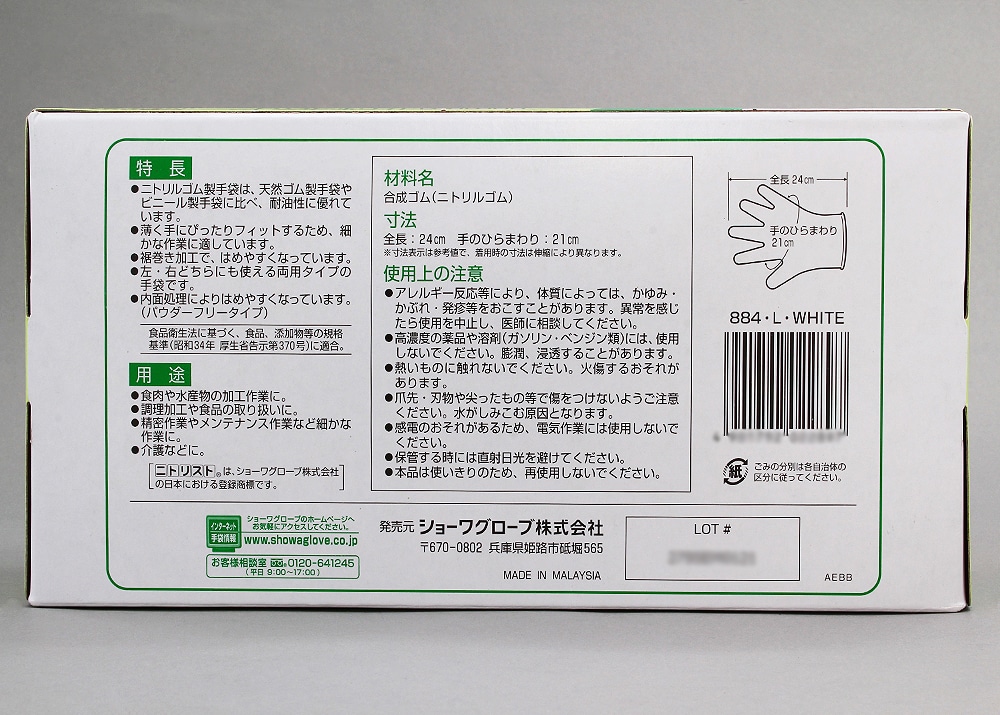 特長
●ニトリルゴム製手袋は、天然ゴム製手袋や
ビニール製手袋に比べ、耐油性に優れて
います。
●薄く手にぴったりフィットするため、細
かな作業に適しています。
●裾巻き加工で、はめやすくなっています。
●左・右どちらにも使える両用タイプの
手袋です。
●内面処理によりはめやすくなっています。
（パウダーフリータイプ）
食品衛生法に基づく、食品、添加物等の規格
基準（昭和34年 厚生省告示第370号）に適合。
用途
●食肉や水産物の加工作業に。
●調理加工や食品の取り扱いに。
●精密作業やメンテナンス作業など細かな
作業に。
●介護などに。
ニトリスト®は、ショーワグローブ株式会社
の日本における登録商標です。
材料名
合成ゴム（ニトリルゴム）
寸法
全長：24㎝ 手のひらまわり：21㎝
※寸法表示は参考値で、着用時の寸法は伸縮により異なります。
使用上の注意
●アレルギー反応等により、体質によっては、かゆみ・
かぶれ・発疹等をおこすことがあります。異常を感じ
たら使用を中止し、医師に相談してください。
●高濃度の薬品や溶剤（ガソリン・ベンジン類）には、使用
しないでください。膨潤、浸透することがあります。
●熱いものに触れないでください。火傷するおそれが
あります。
●爪先・刃物や尖ったもの等で傷をつけないようご注意
ください。水がしみこむ原因となります。
●感電のおそれがあるため、電気作業には使用しないで
ください。
●保管する時には直射日光を避けてください。
●本品は使いきりのため、再使用しないでください。
全長24㎝
手のひらまわり
21㎝
884・L・WHITE
紙
ごみの分別は各自治体の
区分に従ってください。
インターネット
手袋情報
ショーワグローブのホームページへ
お気軽にアクセスしてください。
www.showaglove.co.jp
お客様相談室 0120-641245
（平日 9:00〜17:00）
発売元 ショーワグローブ株式会社
〒670-0802 兵庫県姫路市砥堀565
MADE IN MALAYSIA
LOT #
AEBB